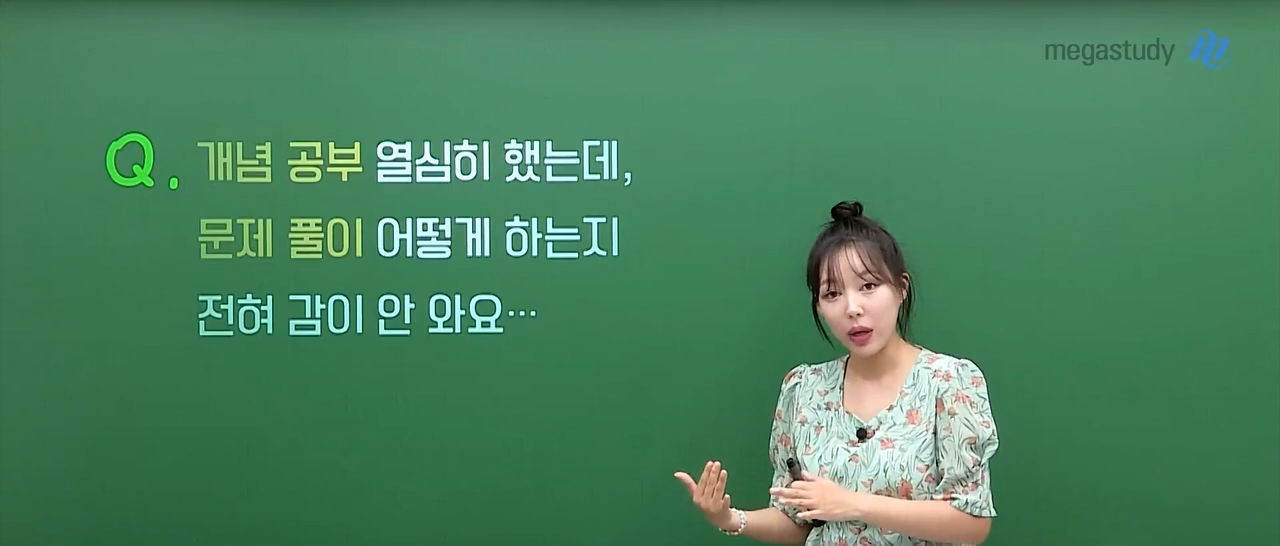 megastudy
Q. 개념 공부 열심히 했는데,
문제 풀이 어떻게 하는지
전혀 감이 안 와요…